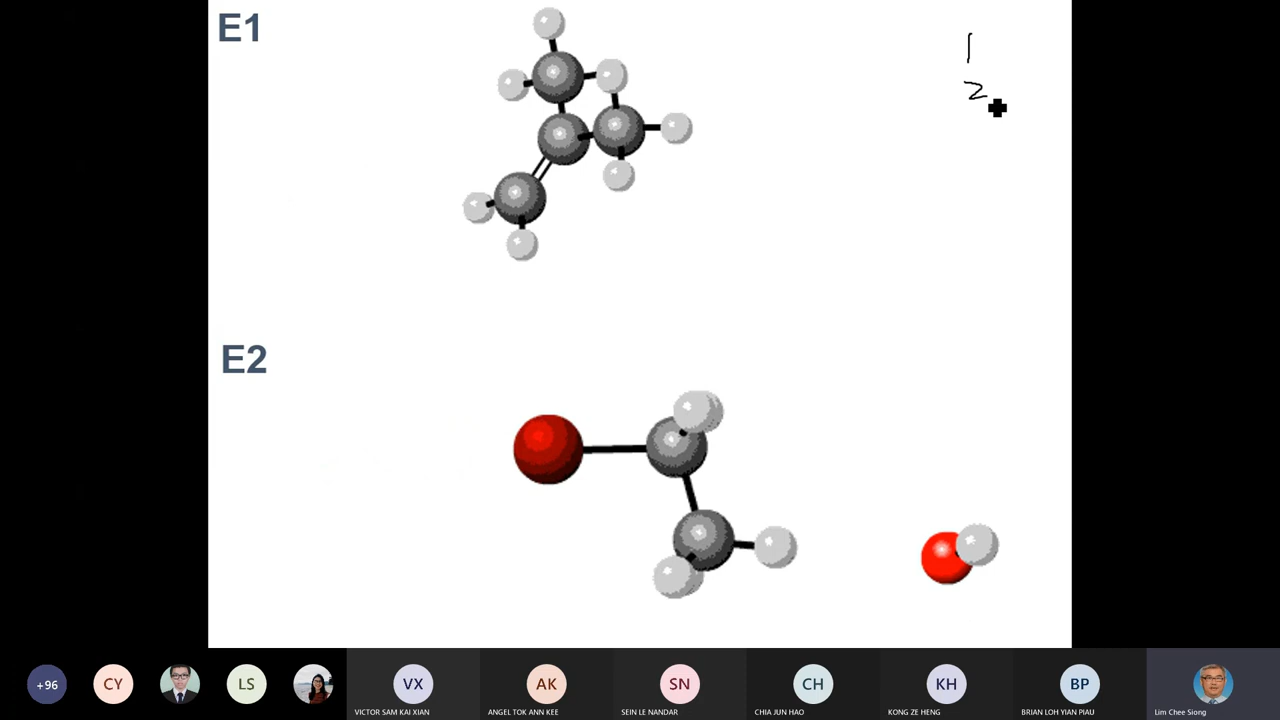 E1
1
2
E2
+96
CY
LS
VX
AK
SN
CH
KH
BP
VICTOR SAM KAI XIAN
ANGEL TOK ANN KEE
SEIN LE NANDAR
CHIA JUN HAO
KONG ZE HENG
BRIAN LOH YIAN PIAU
Lim Chee Siong